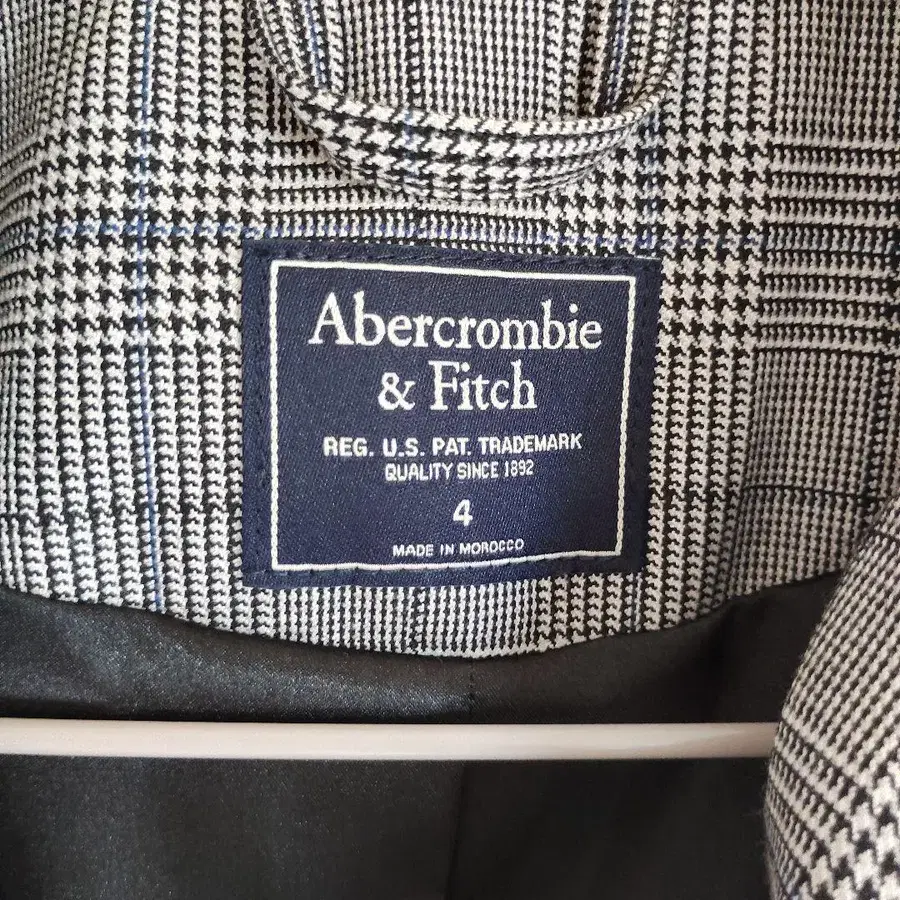 Abercrombie
& Fitch
REG. U.S. PAT. TRADEMARK
QUALITY SINCE 1892
4
MADE IN MOROCCO